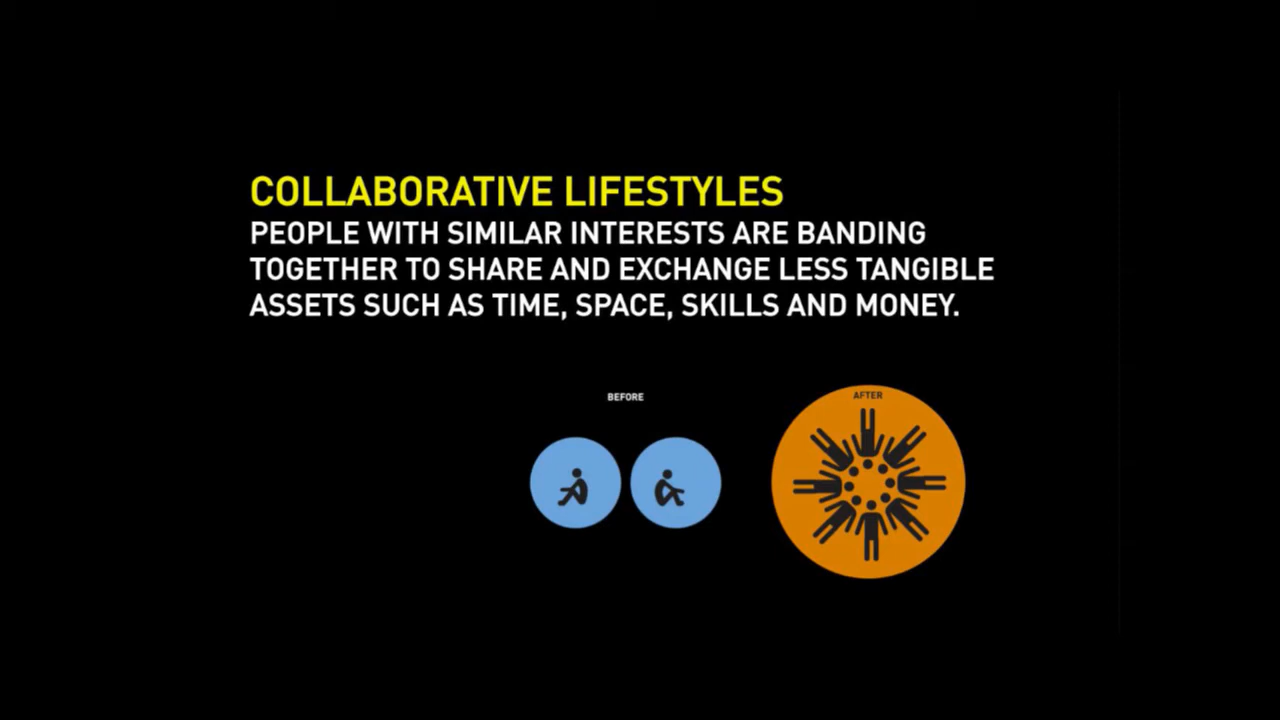 COLLABORATIVE LIFESTYLES
PEOPLE WITH SIMILAR INTERESTS ARE BANDING
TOGETHER TO SHARE AND EXCHANGE LESS TANGIBLE
ASSETS SUCH AS TIME, SPACE, SKILLS AND MONEY.
BEFORE
AFTER